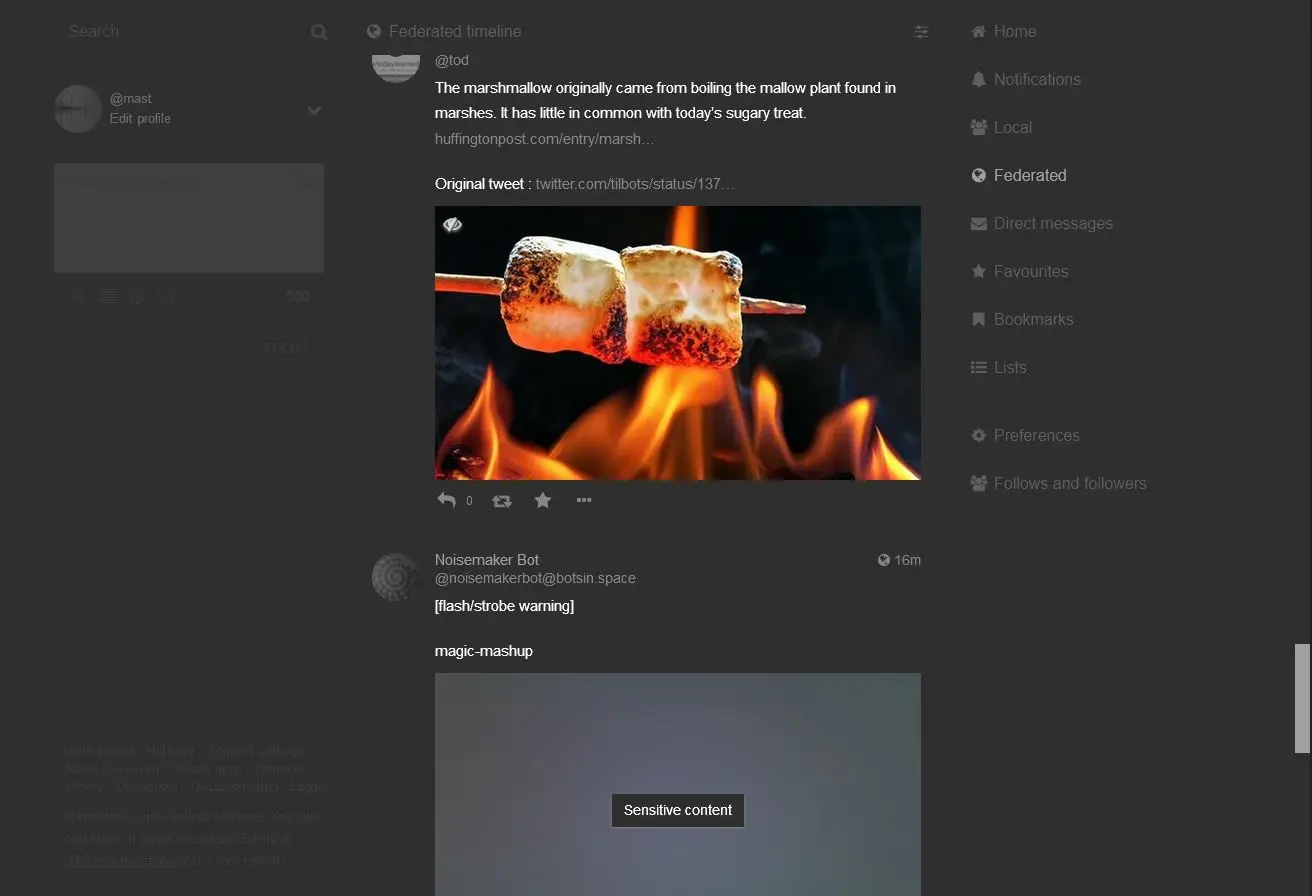 Search
@mast
Edit profile
500
TOOT!
Federated timeline
@tod
The marshmallow originally came from boiling the mallow plant found in
marshes. It has little in common with today's sugary treat.
huffingtonpost.com/entry/marsh…
Original tweet : twitter.com/tilbots/status/137…
0
Noisemaker Bot
16m
@noisemakerbot@botsin.space
[flash/strobe warning]
magic-mashup
Sensitive content
Home
Notifications
Local
Federated
Direct messages
Favourites
Bookmarks
Lists
Preferences
Follows and followers